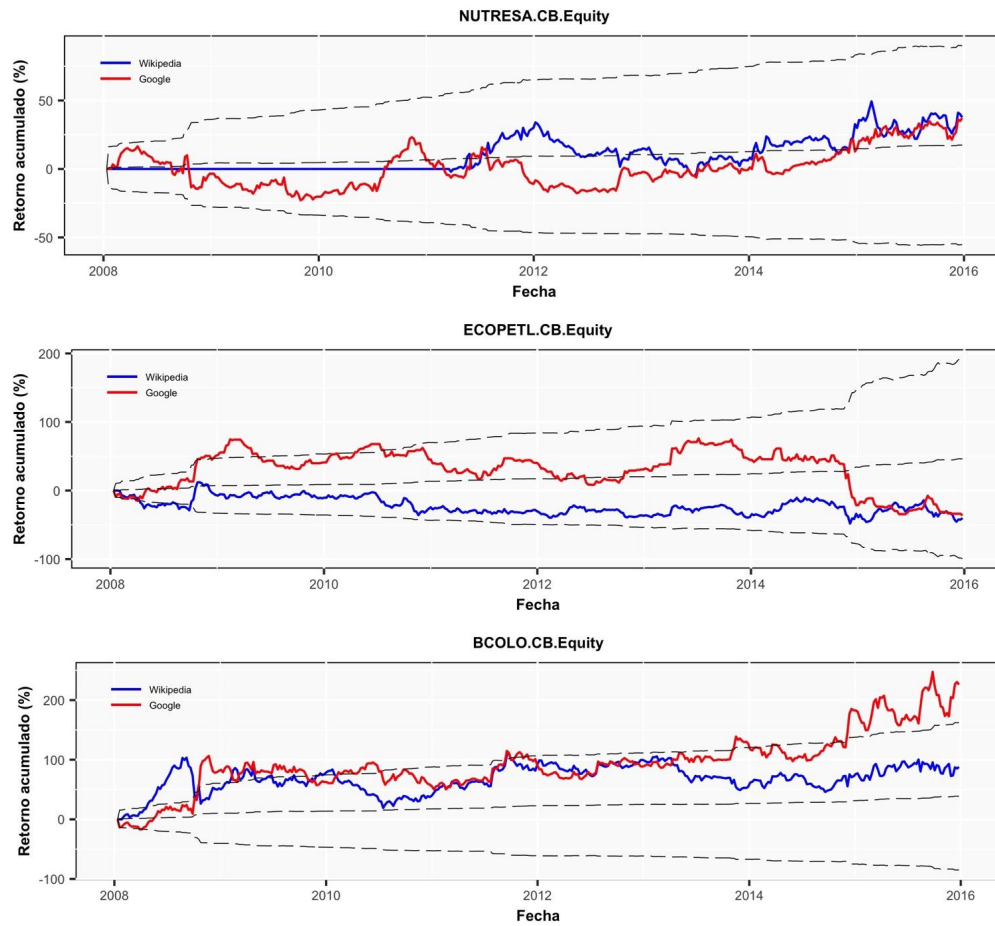 NUTRESA.CB.Equity
Retorno acumulado (%)
Wikipedia
Google
50
0
-50
2008
2010
2012
2014
2016
Fecha
ECOPETL.CB.Equity
Retorno acumulado (%)
Wikipedia
Google
200
100
0
-100
2008
2010
2012
2014
2016
Fecha
BCOLO.CB.Equity
Retorno acumulado (%)
Wikipedia
Google
200
100
0
-100
2008
2010
2012
2014
2016
Fecha